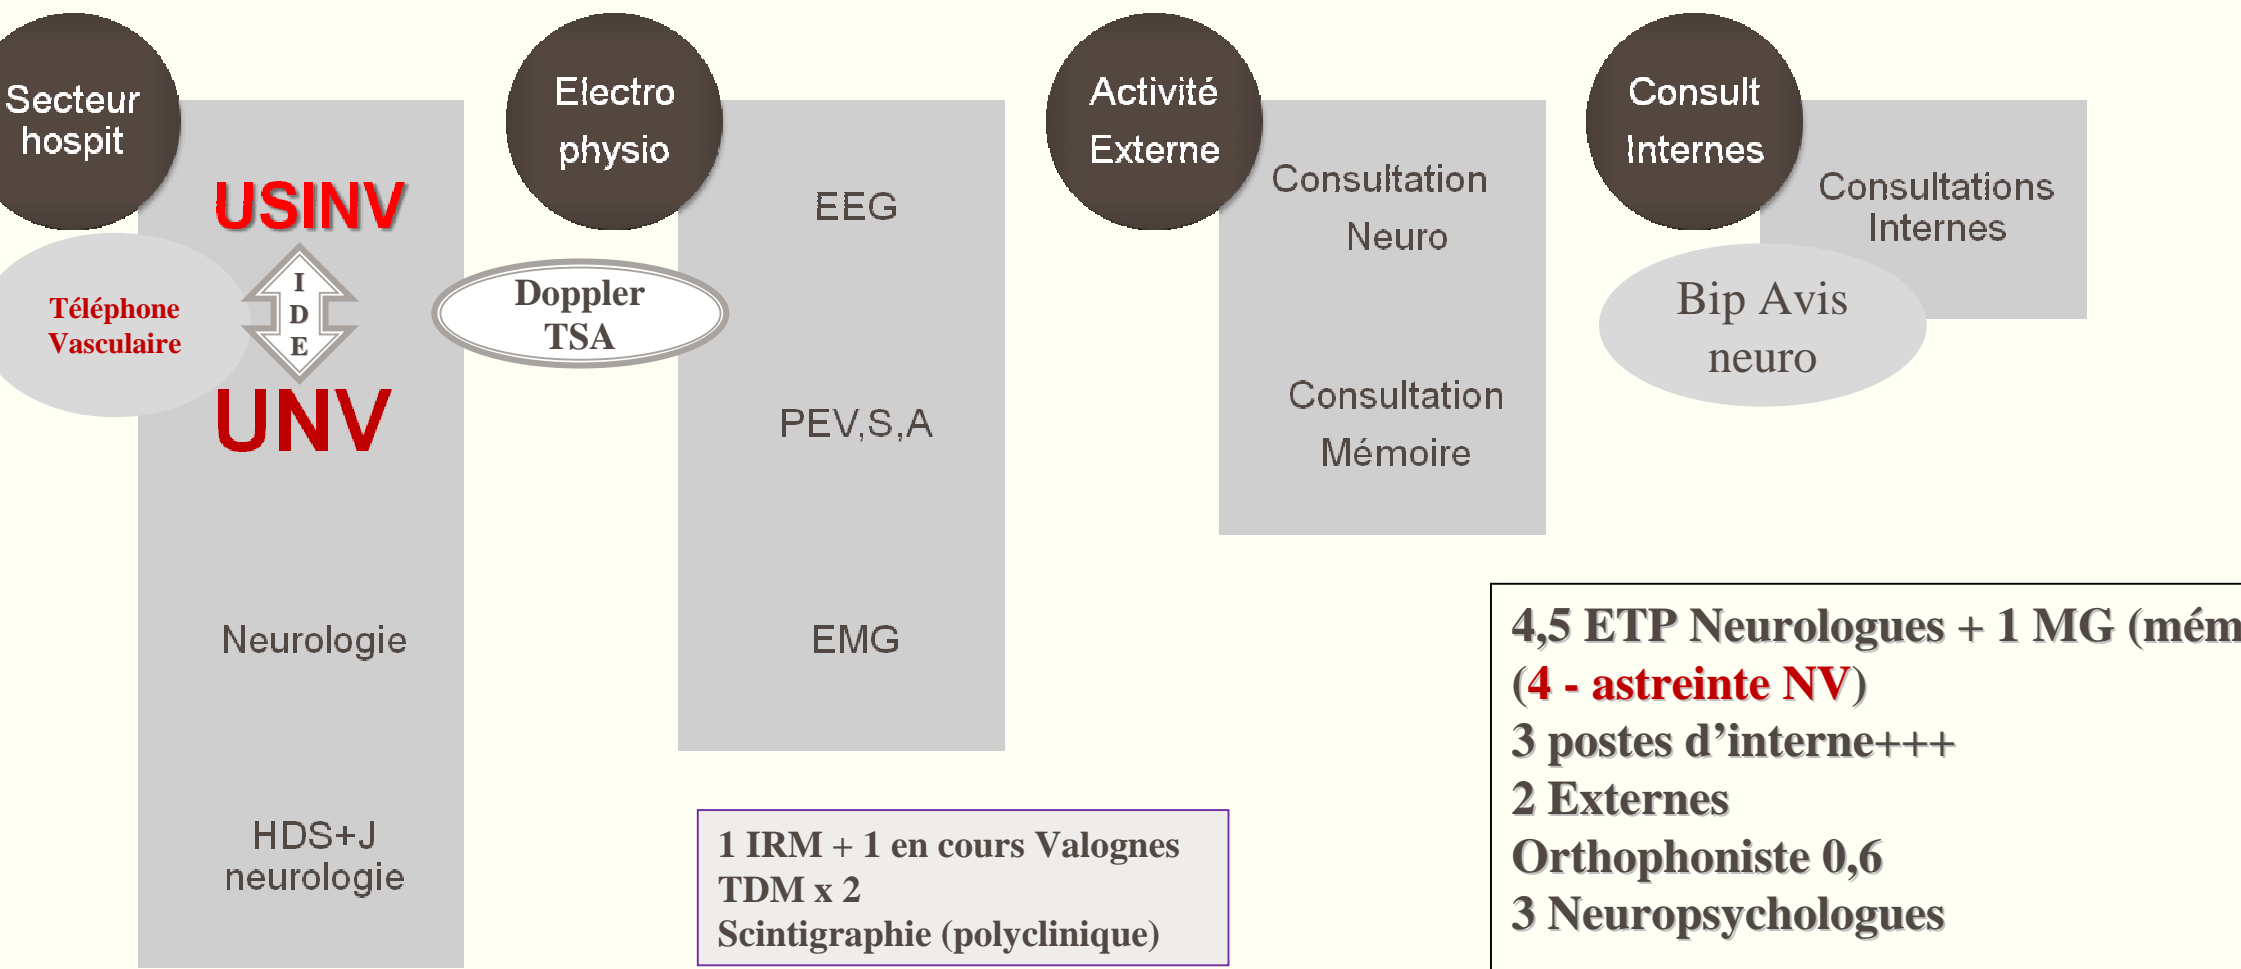 Secteur
hospit
USINV
Téléphone
Vasculaire
I
D
E
UNV
Neurologie
HDS+J
neurologie
Electro
physio
EEG
Doppler
TSA
PEV,S,A
EMG
Activité
Externe
Consultation
Neuro
Consultation
Mémoire
Consult
Internes
Consultations
Internes
Bip Avis
neuro
1 IRM + 1 en cours Valognes
TDM x 2
Scintigraphie (polyclinique)
4,5 ETP Neurologues + 1 MG (mém
(4 - astreinte NV)
3 postes d’interne+++
2 Externes
Orthophoniste 0,6
3 Neuropsychologues